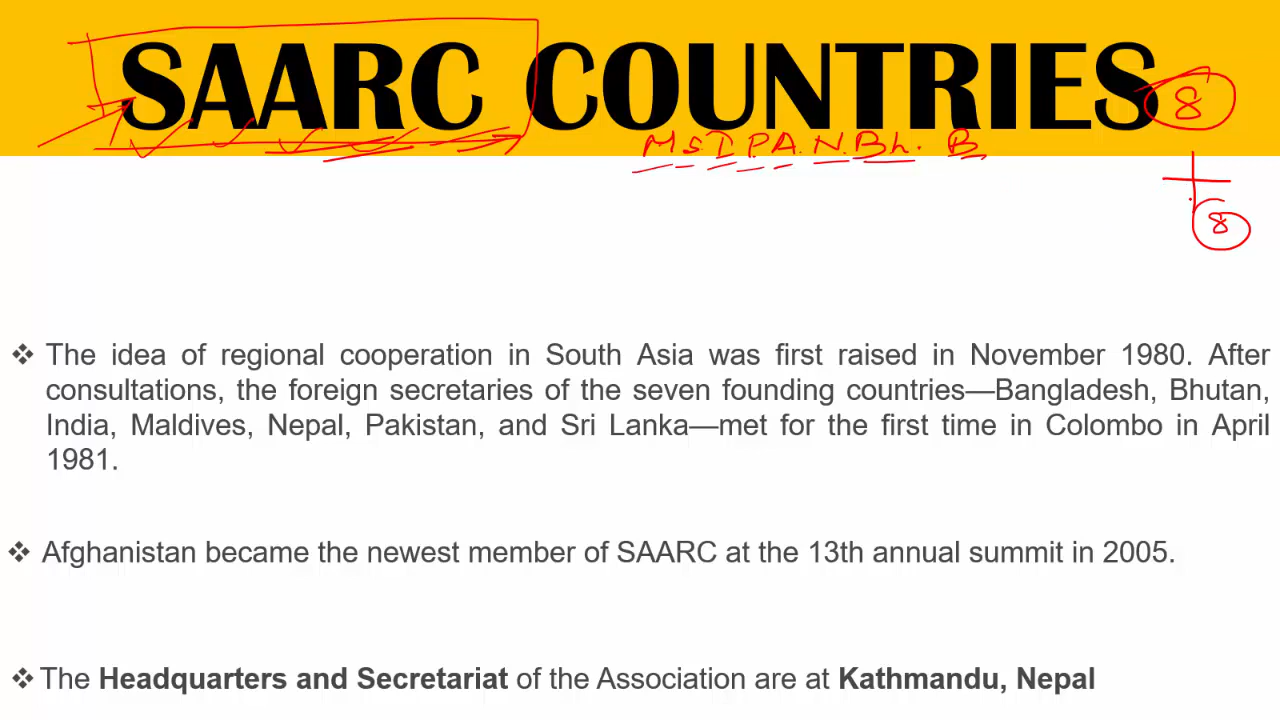 SAARC COUNTRIES
8
M S I P A. N. Bh. B
8
❖ The idea of regional cooperation in South Asia was first raised in November 1980. After
consultations, the foreign secretaries of the seven founding countries—Bangladesh, Bhutan,
India, Maldives, Nepal, Pakistan, and Sri Lanka—met for the first time in Colombo in April
1981.
❖ Afghanistan became the newest member of SAARC at the 13th annual summit in 2005.
❖ The Headquarters and Secretariat of the Association are at Kathmandu, Nepal